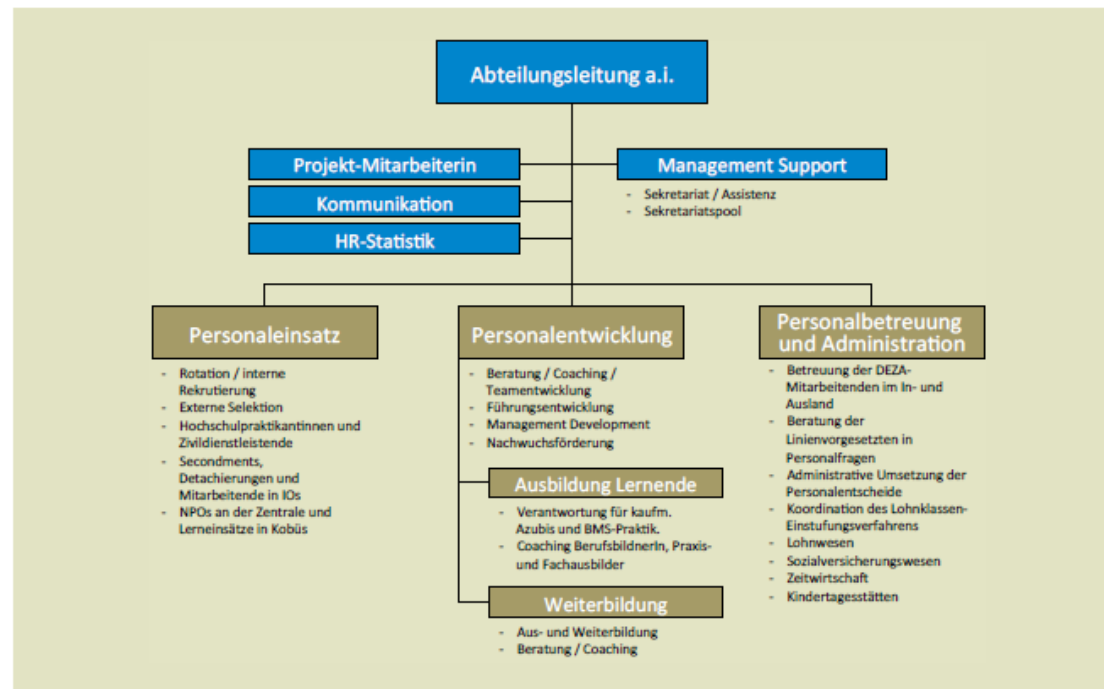 Abteilungsleitung a.i.
Projekt-Mitarbeiterin
Kommunikation
HR-Statistik
Management Support
- Sekretariat / Assistenz
- Sekretariatspool
Personaleinsatz
- Rotation / interne
Rekrutierung
- Externe Selektion
- Hochschulpraktikantinnen und
Zivildienstleistende
- Secondments,
Detachierungen und
Mitarbeitende in IOs
- NPOs an der Zentrale und
Lerneinsätze in Kobüs
Personalentwicklung
- Beratung / Coaching /
Teamentwicklung
- Führungsentwicklung
- Management Development
- Nachwuchsförderung
Ausbildung Lernende
- Verantwortung für kaufm.
Azubis und BMS-Praktik.
- Coaching BerufsbildnerIn, Praxis-
und Fachausbilder
Weiterbildung
- Aus- und Weiterbildung
- Beratung / Coaching
Personalbetreuung
und Administration
- Betreuung der DEZA-
Mitarbeitenden im In- und
Ausland
- Beratung der
Linienvorgesetzten in
Personalfragen
- Administrative Umsetzung der
Personalentscheide
- Koordination des Lohnklassen-
Einstufungsverfahrens
- Lohnwesen
- Sozialversicherungswesen
- Zeitwirtschaft
- Kindertagesstätten